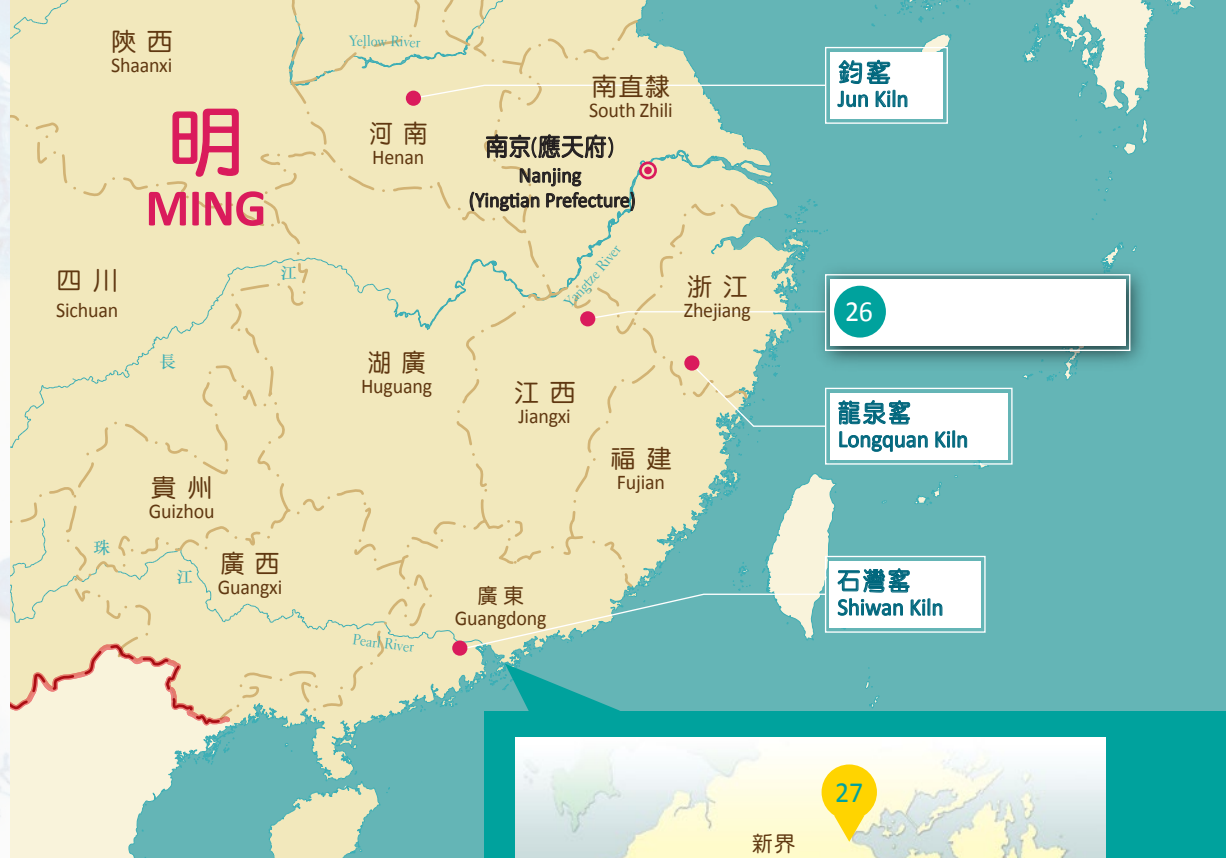 陝 西
Shaanxi
Yellow River
鈞窰
Jun Kiln
南直隸
South Zhili
明
MING
河 南
Henan
南京(應天府)
Nanjing
(Yingtian Prefecture)
四 川
Sichuan
江
Yangtze River
浙 江
Zhejiang
26
長
湖 廣
Huguang
江 西
Jiangxi
龍泉窰
Longquan Kiln
福 建
Fujian
貴 州
Guizhou
珠
江
廣 西
Guangxi
石灣窰
Shiwan Kiln
廣 東
Guangdong
Pearl River
27
新界